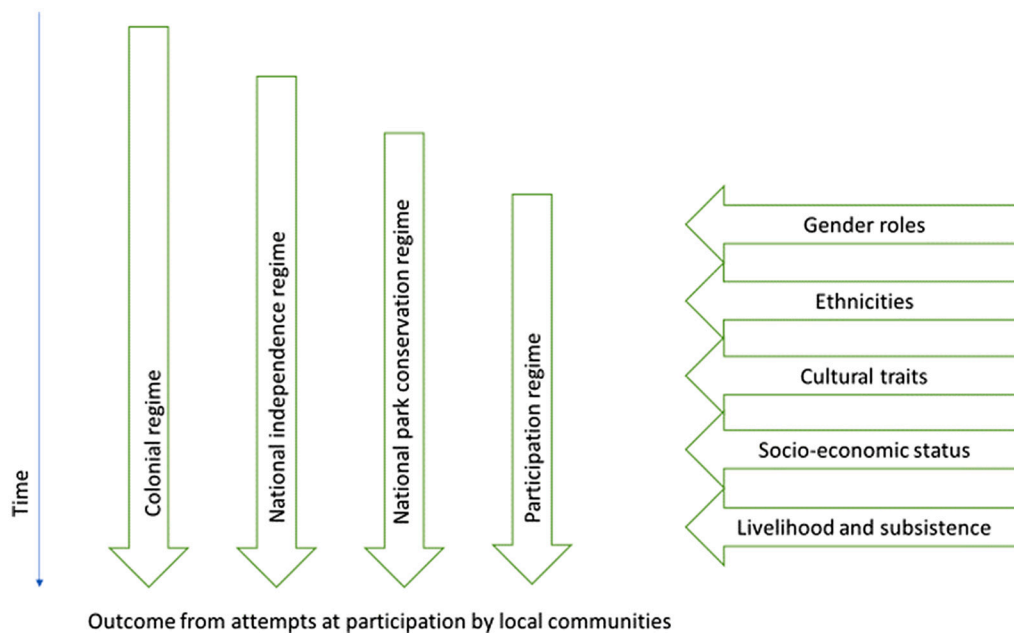 Time
Colonial regime
National independence regime
National park conservation regime
Participation regime
Gender roles
Ethnicities
Cultural traits
Socio-economic status
Livelihood and subsistence
Outcome from attempts at participation by local communities